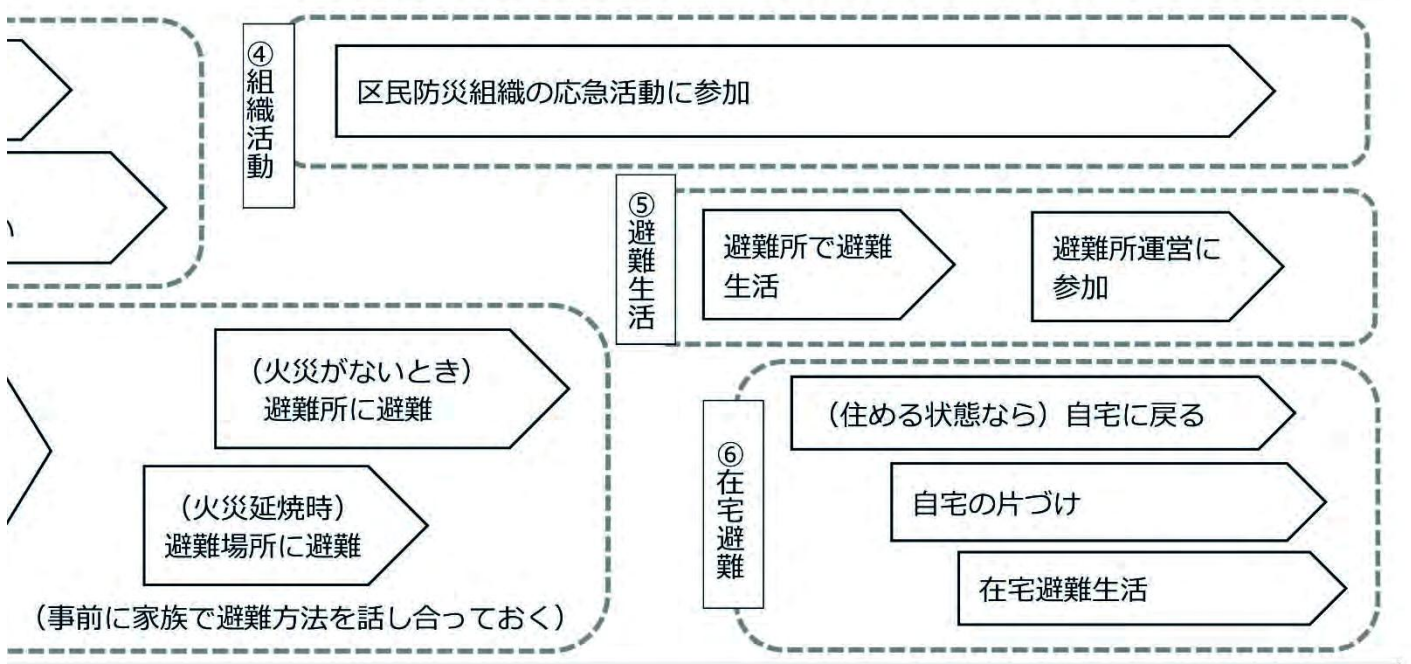 ④組織活動
区民防災組織の応急活動に参加
い
⑤避難生活
避難所で避難
生活
避難所運営に
参加
（火災がないとき）
避難所に避難
（火災延焼時）
避難場所に避難
（事前に家族で避難方法を話し合っておく）
⑥在宅避難
（住める状態なら）自宅に戻る
自宅の片づけ
在宅避難生活